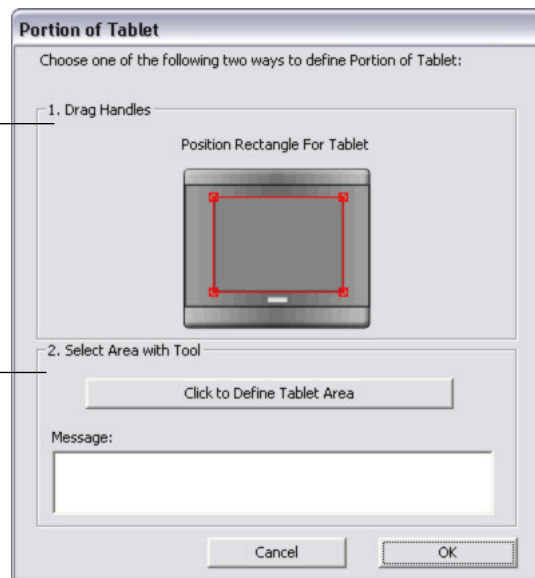 Portion of Tablet
Choose one of the following two ways to define Portion of Tablet:
1. Drag Handles
Position Rectangle For Tablet
2. Select Area with Tool
Click to Define Tablet Area
Message:
Cancel
OK